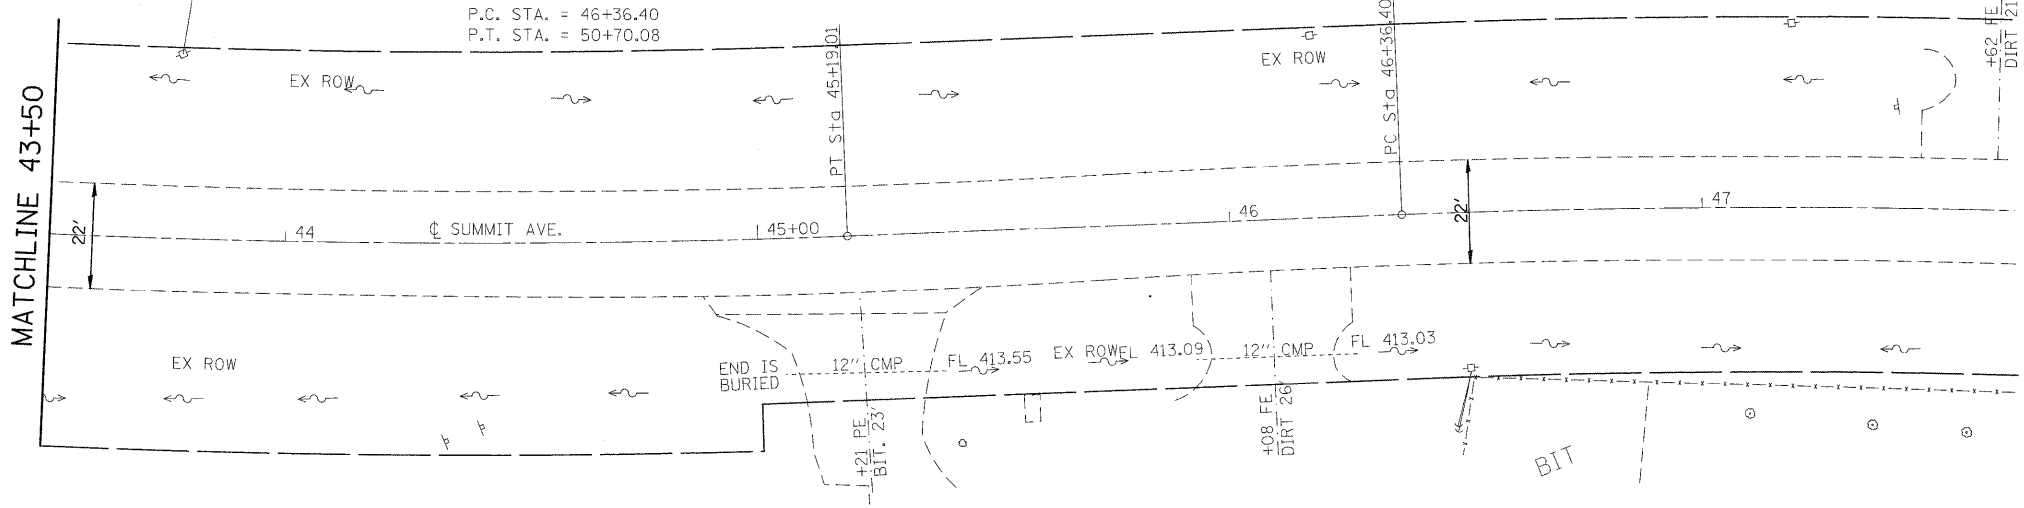 P.C. STA. = 46+36.40
P.T. STA. = 50+70.08
MATCHLINE 43+50
EX ROW
PT Sta 45+19.01
EX ROW
PC Sta 46+36.40
+62 FE
DIRT 21
22'
44
℄ SUMMIT AVE.
45+00
46
22'
47
EX ROW
END IS
BURIED
12" CMP
FL 413.55
EX ROW
FL 413.09
12" CMP
FL 413.03
+21 PE
BIT. 23'
+08 FE
DIRT 26'
BIT